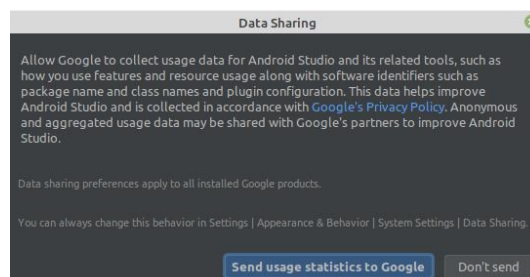 Data Sharing
Allow Google to collect usage data for Android Studio and its related tools, such as
how you use features and resource usage along with software identifiers such as
package name and class names and plugin configuration. This data helps improve
Android Studio and is collected in accordance with Google's Privacy Policy. Anonymous
and aggregated usage data may be shared with Google's partners to improve Android
Studio.
Data sharing preferences apply to all installed Google products.
You can always change this behavior in Settings | Appearance & Behavior | System Settings | Data Sharing.
Send usage statistics to Google
Don't send